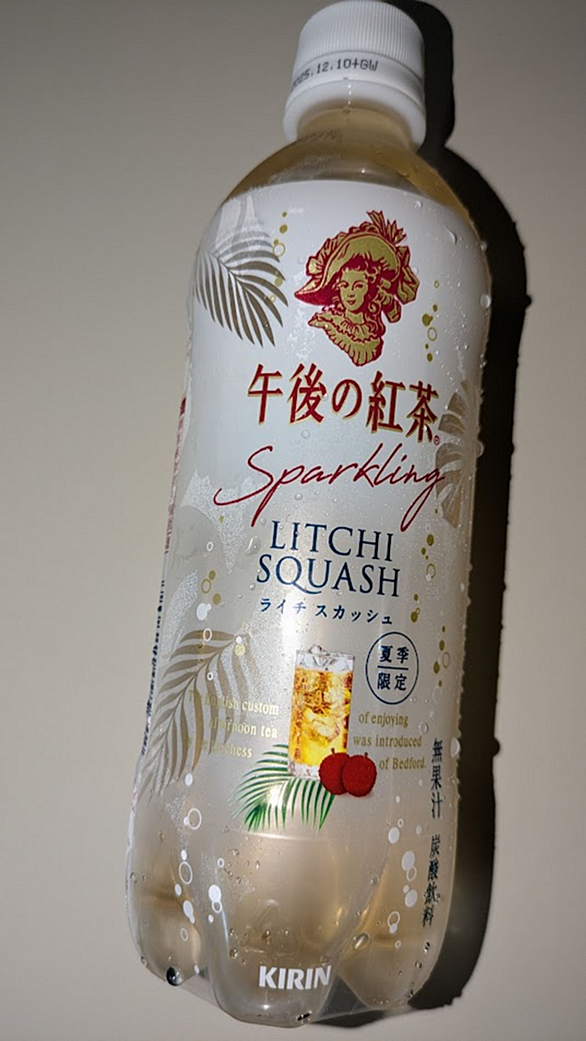 25.12.10+GW
午後の紅茶®
Sparkling
LITCHI
SQUASH
ライチ スカッシュ
夏季
限定
custom
tea
of enjoying
was introduced
of Bedford.
無果汁 炭酸飲料
KIRIN